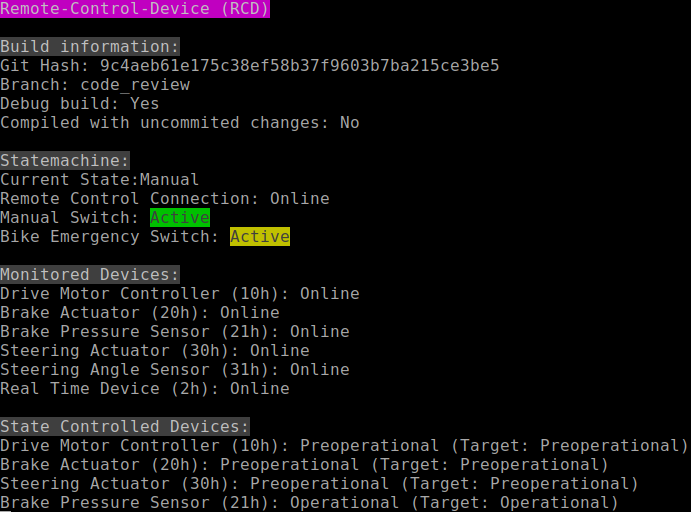 Remote-Control-Device (RCD)
Build information:
Git Hash: 9c4aeb61e175c38ef58b37f9603b7ba215ce3be5
Branch: code_review
Debug build: Yes
Compiled with uncommited changes: No
Statemachine:
Current State:Manual
Remote Control Connection: Online
Manual Switch: Active
Bike Emergency Switch: Active
Monitored Devices:
Drive Motor Controller (10h): Online
Brake Actuator (20h): Online
Brake Pressure Sensor (21h): Online
Steering Actuator (30h): Online
Steering Angle Sensor (31h): Online
Real Time Device (2h): Online
State Controlled Devices:
Drive Motor Controller (10h): Preoperational (Target: Preoperational)
Brake Actuator (20h): Preoperational (Target: Preoperational)
Steering Actuator (30h): Preoperational (Target: Preoperational)
Brake Pressure Sensor (21h): Operational (Target: Operational)